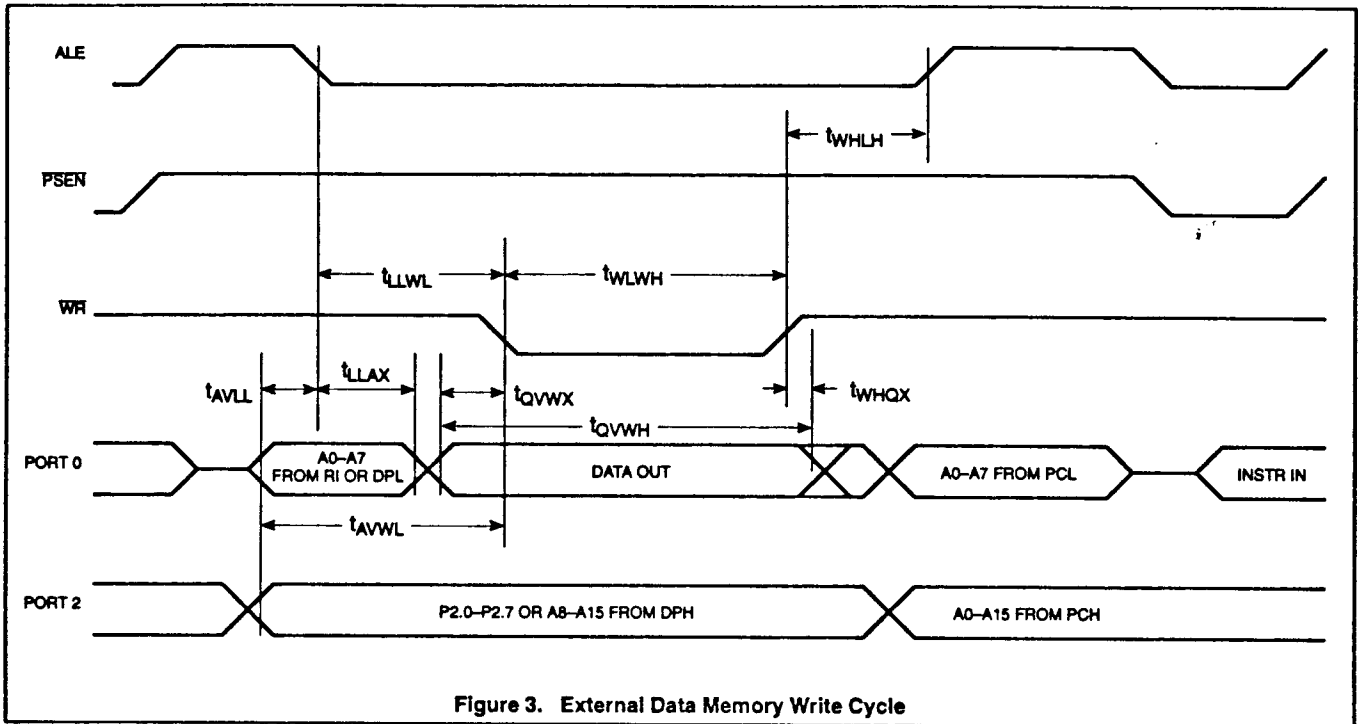 ALE
tWHLH
PSEN
tLLWL
tWLWH
WR
tAVLL
tLLAX
tQVWX
tWHQX
tQVWH
PORT 0
A0–A7
FROM RI OR DPL
DATA OUT
A0–A7 FROM PCL
INSTR IN
tAVWL
PORT 2
P2.0–P2.7 OR A8–A15 FROM DPH
A0–A15 FROM PCH
Figure 3. External Data Memory Write Cycle